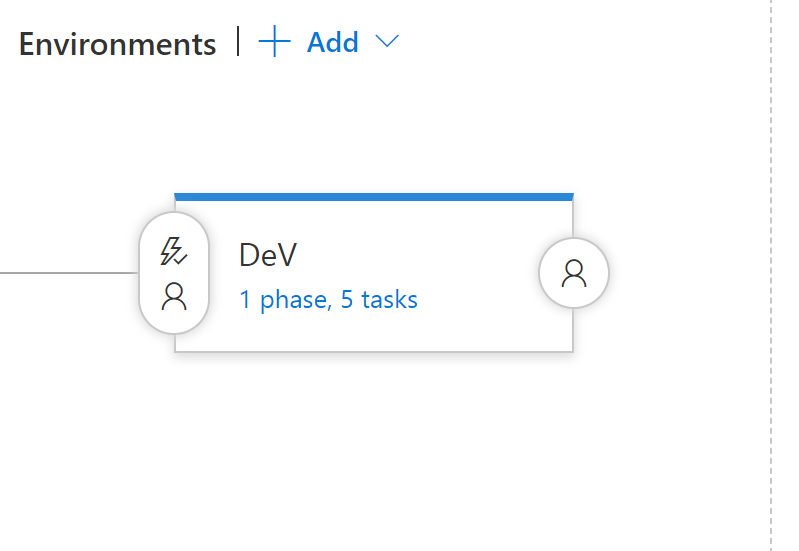 Environments | + Add
DeV
1 phase, 5 tasks